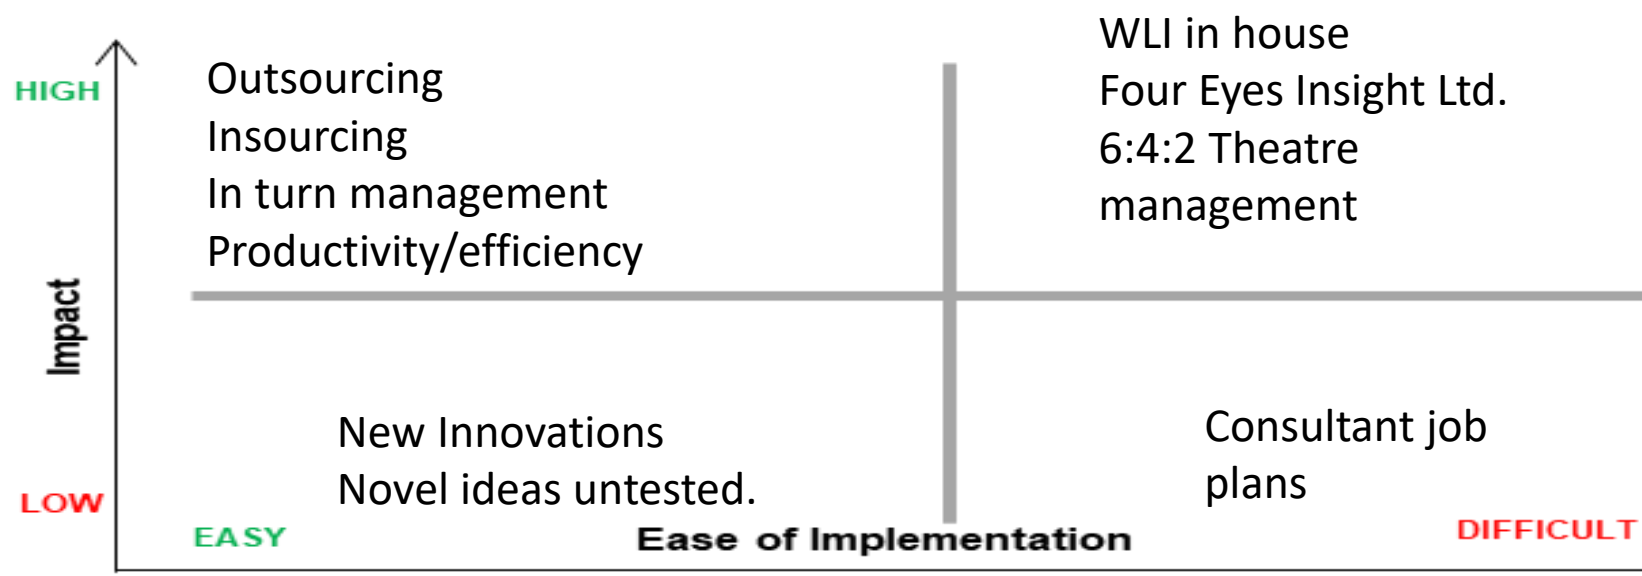 HIGH
Outsourcing
Insourcing
In turn management
Productivity/efficiency
WLI in house
Four Eyes Insight Ltd.
6:4:2 Theatre
management
Impact
New Innovations
Novel ideas untested.
Consultant job
plans
LOW
EASY
Ease of Implementation
DIFFICULT